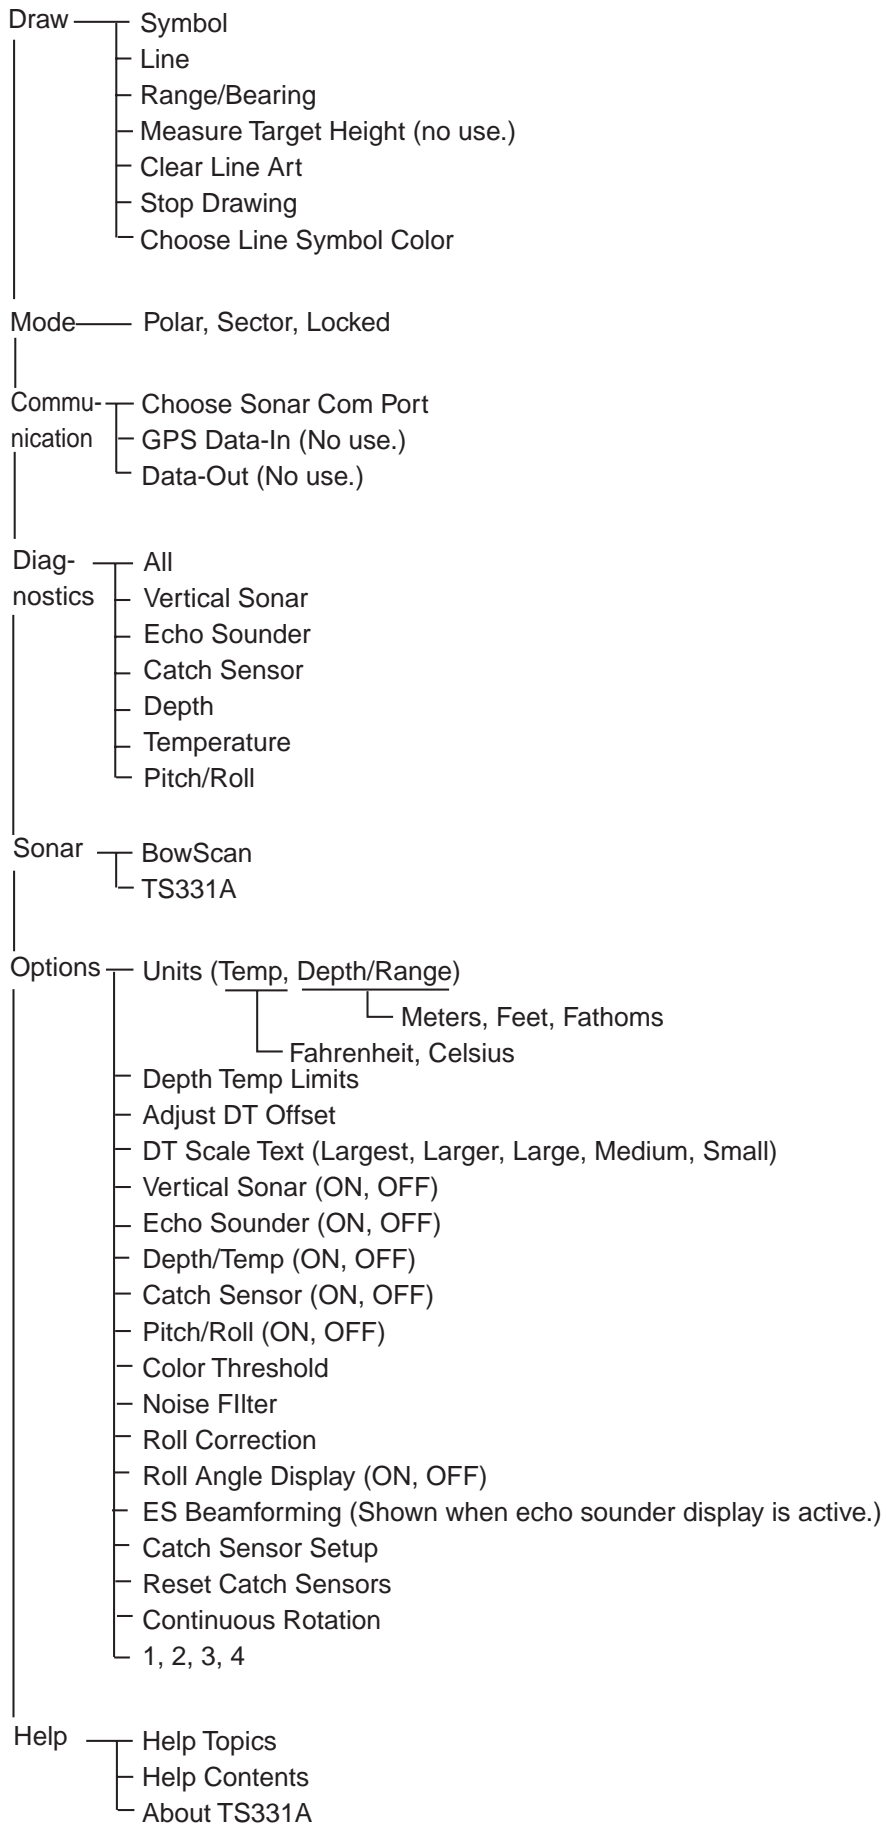 Draw Symbol
Line
Range/Bearing
Measure Target Height (no use.)
Clear Line Art
Stop Drawing
Choose Line Symbol Color
Mode Polar, Sector, Locked
Commu- Choose Sonar Com Port
nication GPS Data-In (No use.)
Data-Out (No use.)
Diag- All
nostics Vertical Sonar
Echo Sounder
Catch Sensor
Depth
Temperature
Pitch/Roll
Sonar BowScan
TS331A
Options Units (Temp, Depth/Range)
Meters, Feet, Fathoms
Fahrenheit, Celsius
Depth Temp Limits
Adjust DT Offset
DT Scale Text (Largest, Larger, Large, Medium, Small)
Vertical Sonar (ON, OFF)
Echo Sounder (ON, OFF)
Depth/Temp (ON, OFF)
Catch Sensor (ON, OFF)
Pitch/Roll (ON, OFF)
Color Threshold
Noise FIlter
Roll Correction
Roll Angle Display (ON, OFF)
ES Beamforming (Shown when echo sounder display is active.)
Catch Sensor Setup
Reset Catch Sensors
Continuous Rotation
1, 2, 3, 4
Help Help Topics
Help Contents
About TS331A